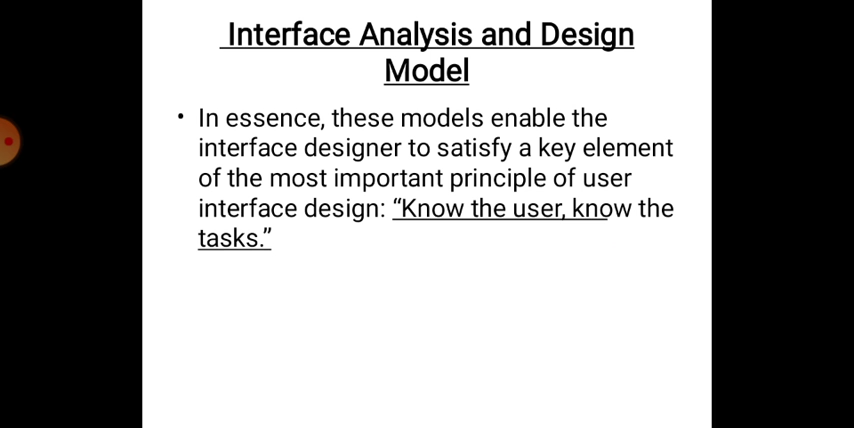 Interface Analysis and Design
Model
• In essence, these models enable the
interface designer to satisfy a key element
of the most important principle of user
interface design: “Know the user, know the
tasks.”